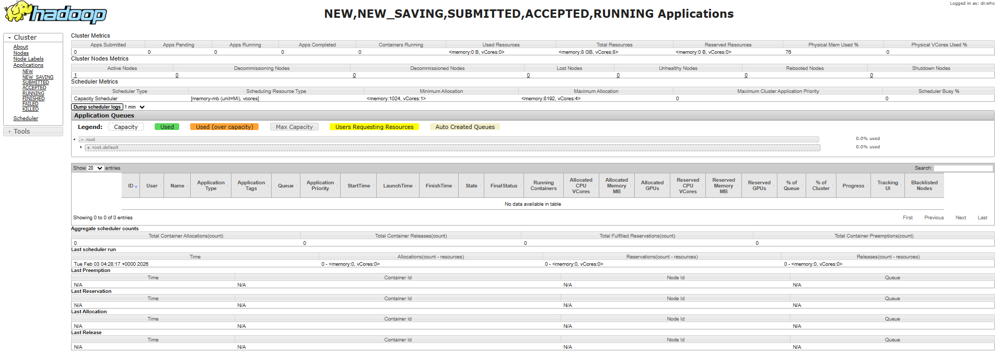 Logged in as: dr.who
hadoop
NEW,NEW_SAVING,SUBMITTED,ACCEPTED,RUNNING Applications
Cluster
About
Nodes
Node Labels
Applications
NEW
NEW_SAVING
SUBMITTED
ACCEPTED
RUNNING
FINISHED
FAILED
KILLED
Scheduler
Tools
Cluster Metrics
Apps Submitted Apps Pending Apps Running Apps Completed Containers Running Used Resources Total Resources Reserved Resources Physical Mem Used % Physical VCores Used %
0 0 0 0 0 <memory:0 B, vCores:0> <memory:8 GB, vCores:8> <memory:0 B, vCores:0> 76 0
Cluster Nodes Metrics
Active Nodes Decommissioning Nodes Decommissioned Nodes Lost Nodes Unhealthy Nodes Rebooted Nodes Shutdown Nodes
1 0 0 0 0 0 0
Scheduler Metrics
Scheduler Type Scheduling Resource Type Minimum Allocation Maximum Allocation Maximum Cluster Application Priority Scheduler Busy %
Capacity Scheduler [memory-mb (unit=Mi), vcores] <memory:1024, vCores:1> <memory:8192, vCores:4> 0 0
Dump scheduler logs 1 min
Application Queues
Legend: Capacity Used Used (over capacity) Max Capacity Users Requesting Resources Auto Created Queues
root 0.0% used
+ root.default 0.0% used
Show 20 entries Search:
ID User Name Application Type Application Tags Queue Application Priority StartTime LaunchTime FinishTime State FinalStatus Running Containers Allocated CPU VCores Allocated Memory MB Allocated GPUs Reserved CPU VCores Reserved Memory MB Reserved GPUs % of Queue % of Cluster Progress Tracking UI Blacklisted Nodes
No data available in table
Showing 0 to 0 of 0 entries First Previous Next Last
Aggregate scheduler counts
Total Container Allocations(count) Total Container Releases(count) Total Fulfilled Reservations(count) Total Container Preemptions(count)
0 0 0 0
Last scheduler run
Time Allocations(count - resources) Reservations(count - resources) Releases(count - resources)
Tue Feb 03 04:28:17 +0000 2026 0 - <memory:0, vCores:0> 0 - <memory:0, vCores:0> 0 - <memory:0, vCores:0>
Last Preemption
Time Container Id Node Id Queue
N/A N/A N/A N/A
Last Reservation
Time Container Id Node Id Queue
N/A N/A N/A N/A
Last Allocation
Time Container Id Node Id Queue
N/A N/A N/A N/A
Last Release
Time Container Id Node Id Queue
N/A N/A N/A N/A